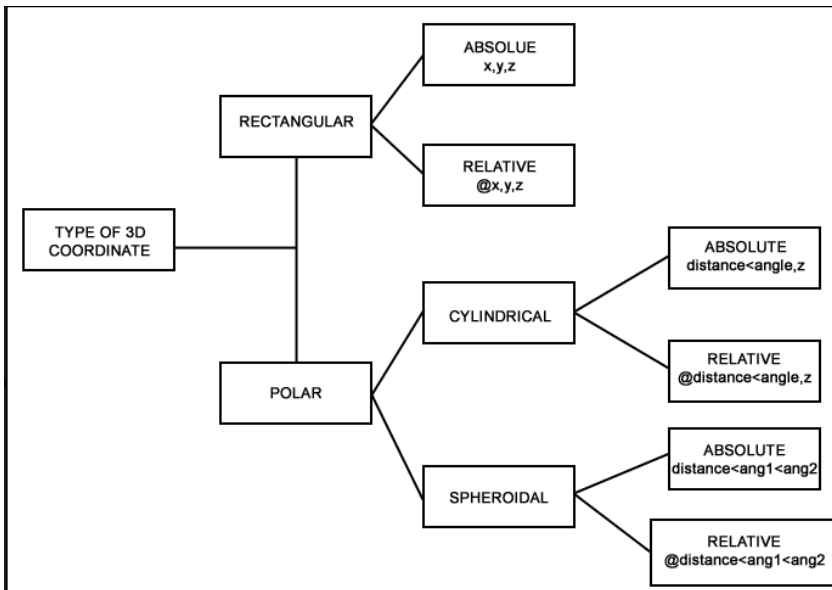 ABSOLUE
x,y,z
RECTANGULAR
RELATIVE
@x,y,z
TYPE OF 3D
COORDINATE
ABSOLUTE
distance<angle,z
CYLINDRICAL
RELATIVE
@distance<angle,z
POLAR
ABSOLUTE
distance<ang1<ang2
SPHEROIDAL
RELATIVE
@distance<ang1<ang2